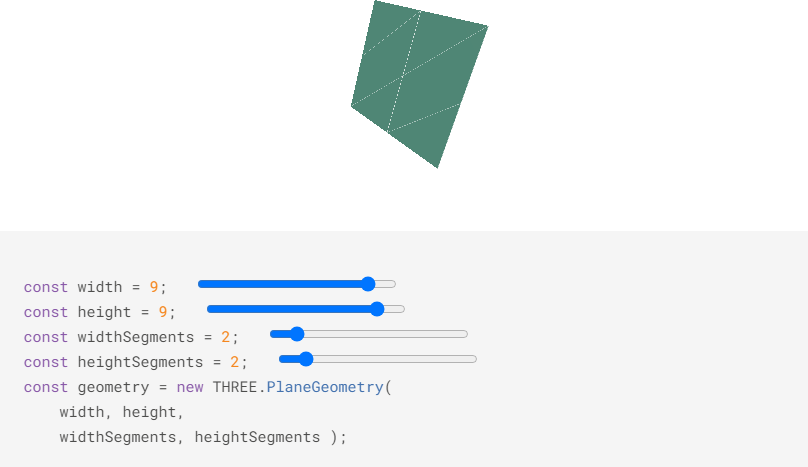 const width = 9;
const height = 9;
const widthSegments = 2;
const heightSegments = 2;
const geometry = new THREE.PlaneGeometry(
width, height,
widthSegments, heightSegments );